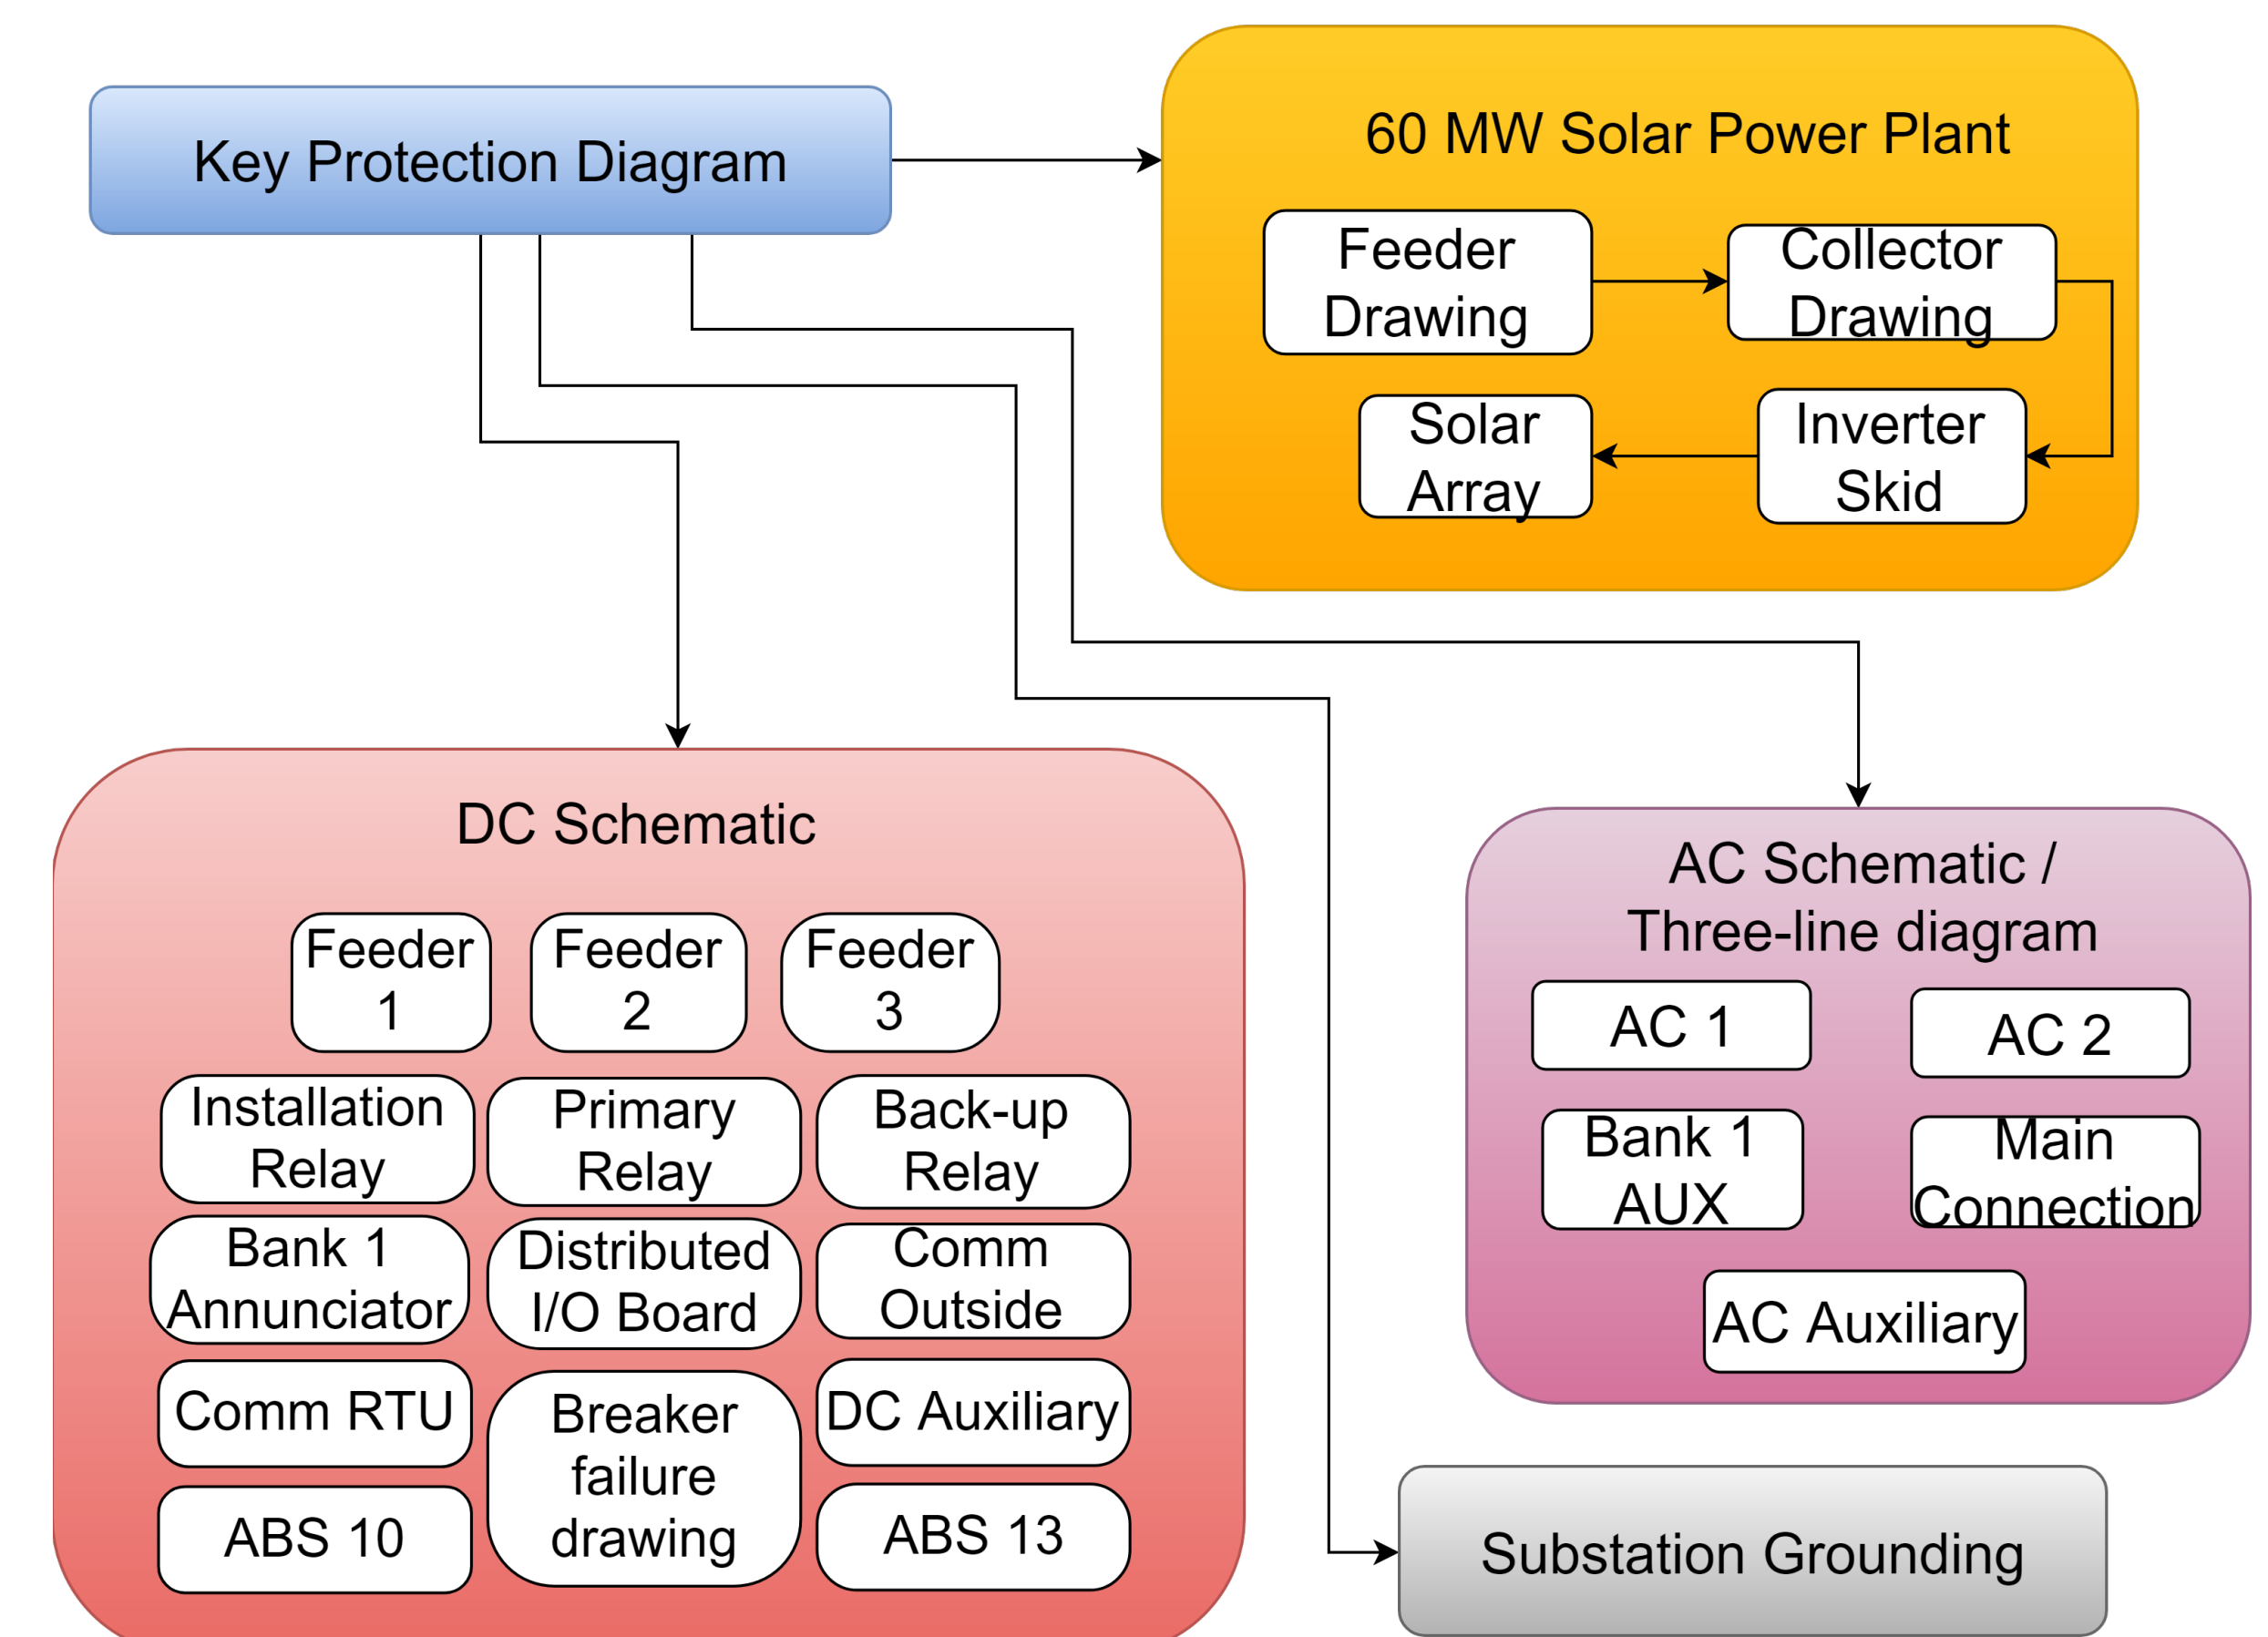 Key Protection Diagram
60 MW Solar Power Plant
Feeder
Drawing
Collector
Drawing
Solar
Array
Inverter
Skid
DC Schematic
Feeder
1
Feeder
2
Feeder
3
Installation
Relay
Primary
Relay
Back-up
Relay
Bank 1
Annunciator
Distributed
I/O Board
Comm
Outside
Comm RTU
Breaker
failure
drawing
DC Auxiliary
ABS 10
ABS 13
AC Schematic /
Three-line diagram
AC 1
AC 2
Bank 1
AUX
Main
Connection
AC Auxiliary
Substation Grounding